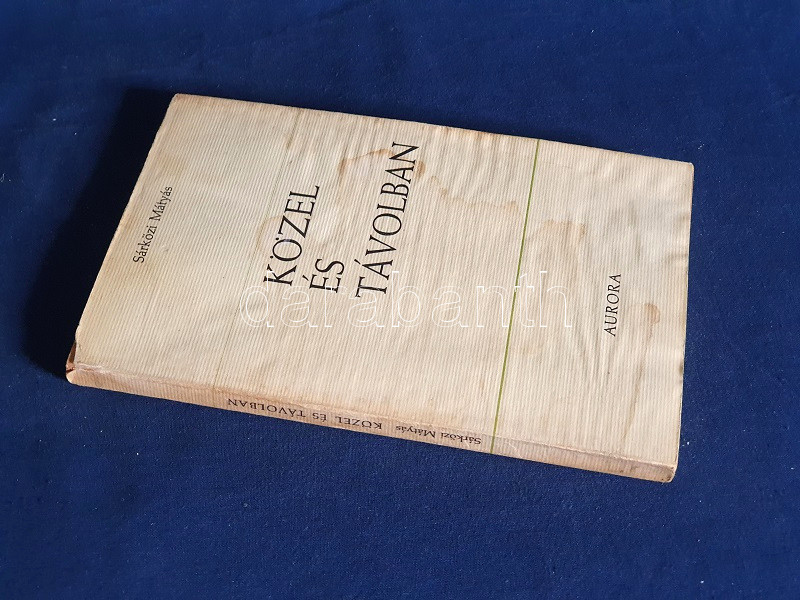 Sárközi Mátyás
KÖZEL
ÉS
TÁVOLBAN
AURORA
Sárközi Mátyás KÖZEL ÉS TÁVOLBAN
darabanth